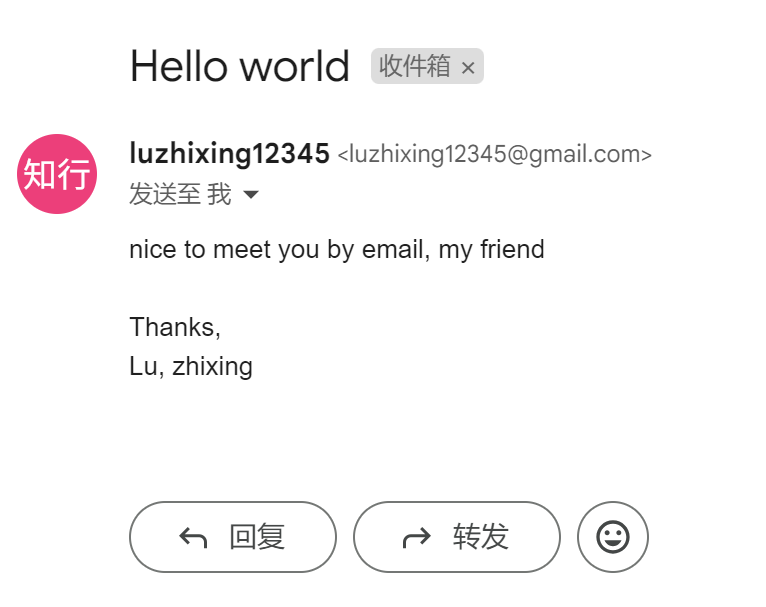 Hello world 收件箱 ×
知行
luzhixing12345 <luzhixing12345@gmail.com>
发送至 我
nice to meet you by email, my friend
Thanks,
Lu, zhixing
回复 转发